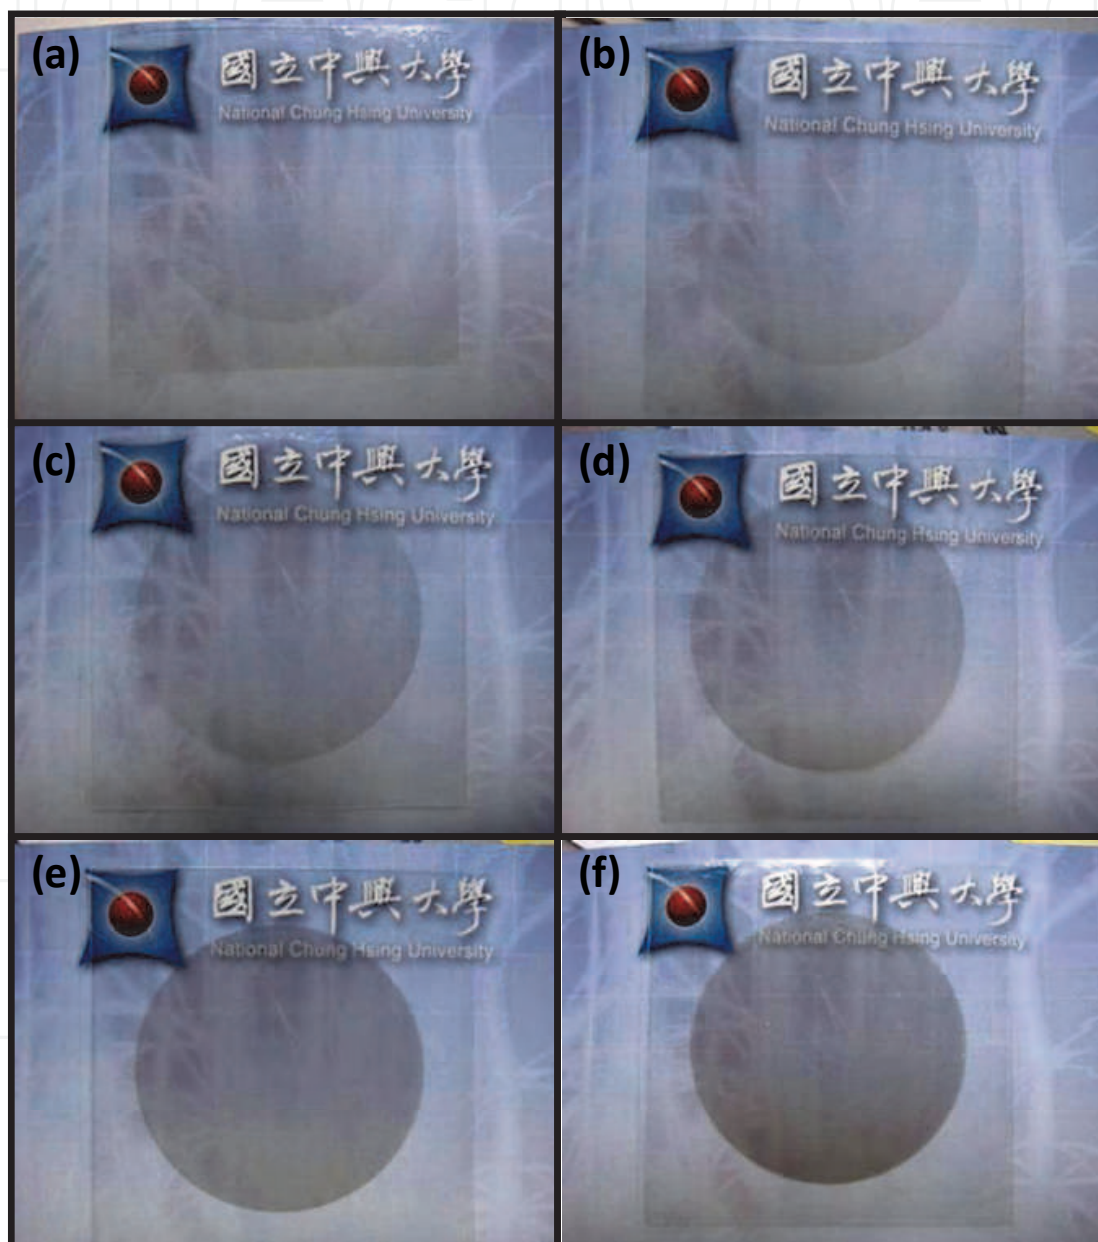 (a)
國立中興大學
National Chung Hsing University
(b)
國立中興大學
National Chung Hsing University
(c)
國立中興大學
National Chung Hsing University
(d)
國立中興大學
National Chung Hsing University
(e)
國立中興大學
National Chung Hsing University
(f)
國立中興大學
National Chung Hsing University